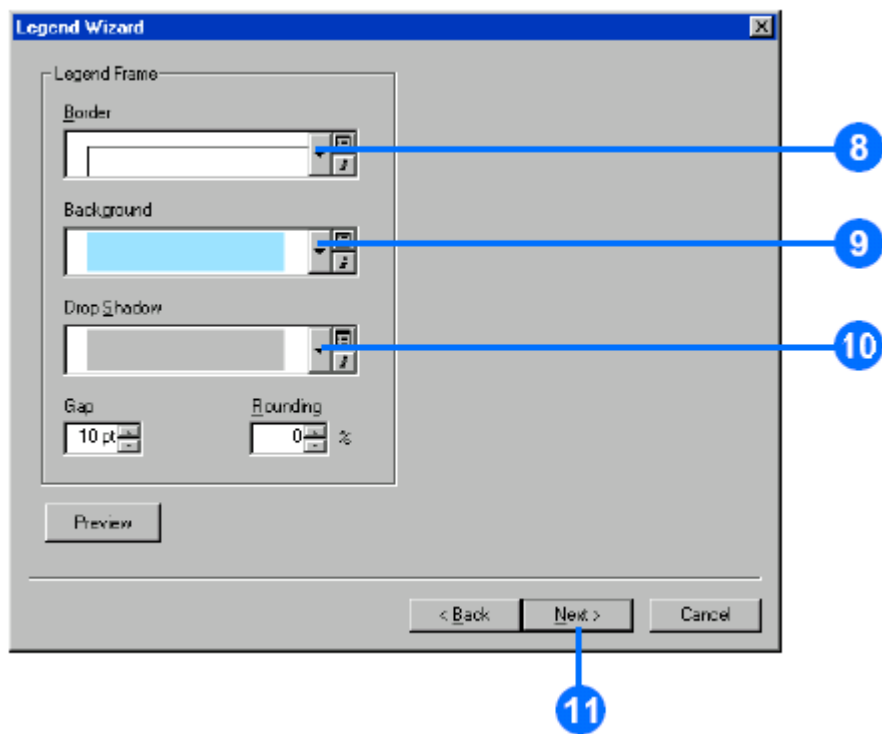 Legend Wizard
Legend Frame
Border
8
Background
9
Drop Shadow
10
Gap
Rounding
10 pt
0 %
Preview
< Back
Next >
Cancel
11